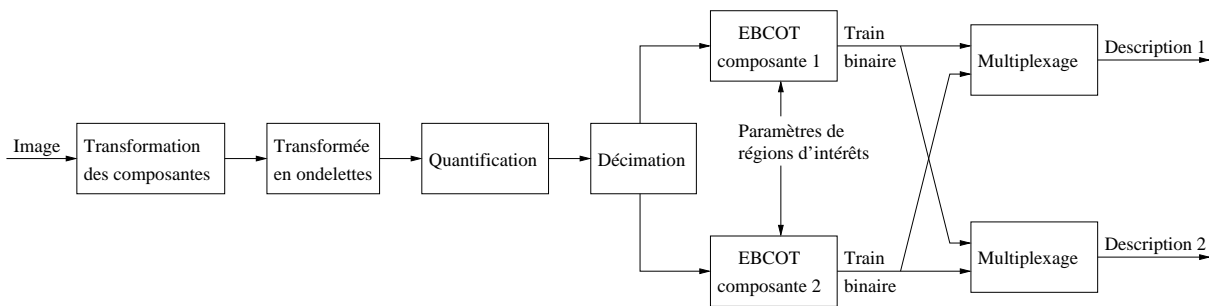 Image
Transformation
des composantes
Transformée
en ondelettes
Quantification
Décimation
EBCOT
composante 1
Train
binaire
Paramètres de
régions d'intérêts
EBCOT
composante 2
Train
binaire
Multiplexage
Description 1
Multiplexage
Description 2